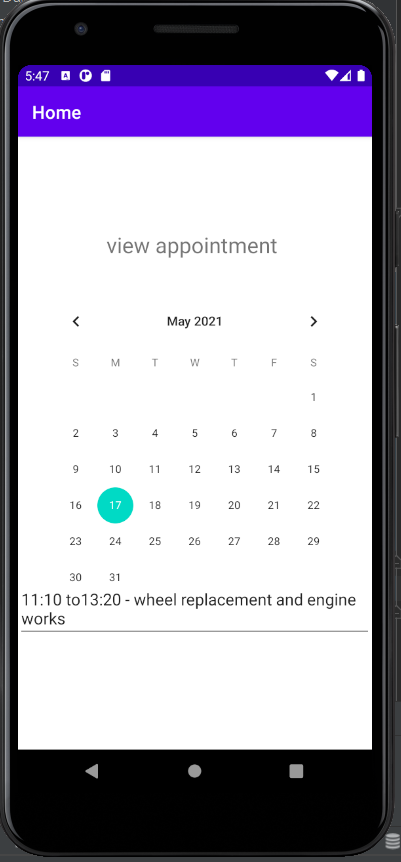 5:47
Home
view appointment
May 2021
S M T W T F S
1
2 3 4 5 6 7 8
9 10 11 12 13 14 15
16 17 18 19 20 21 22
23 24 25 26 27 28 29
30 31
11:10 to13:20 - wheel replacement and engine
works